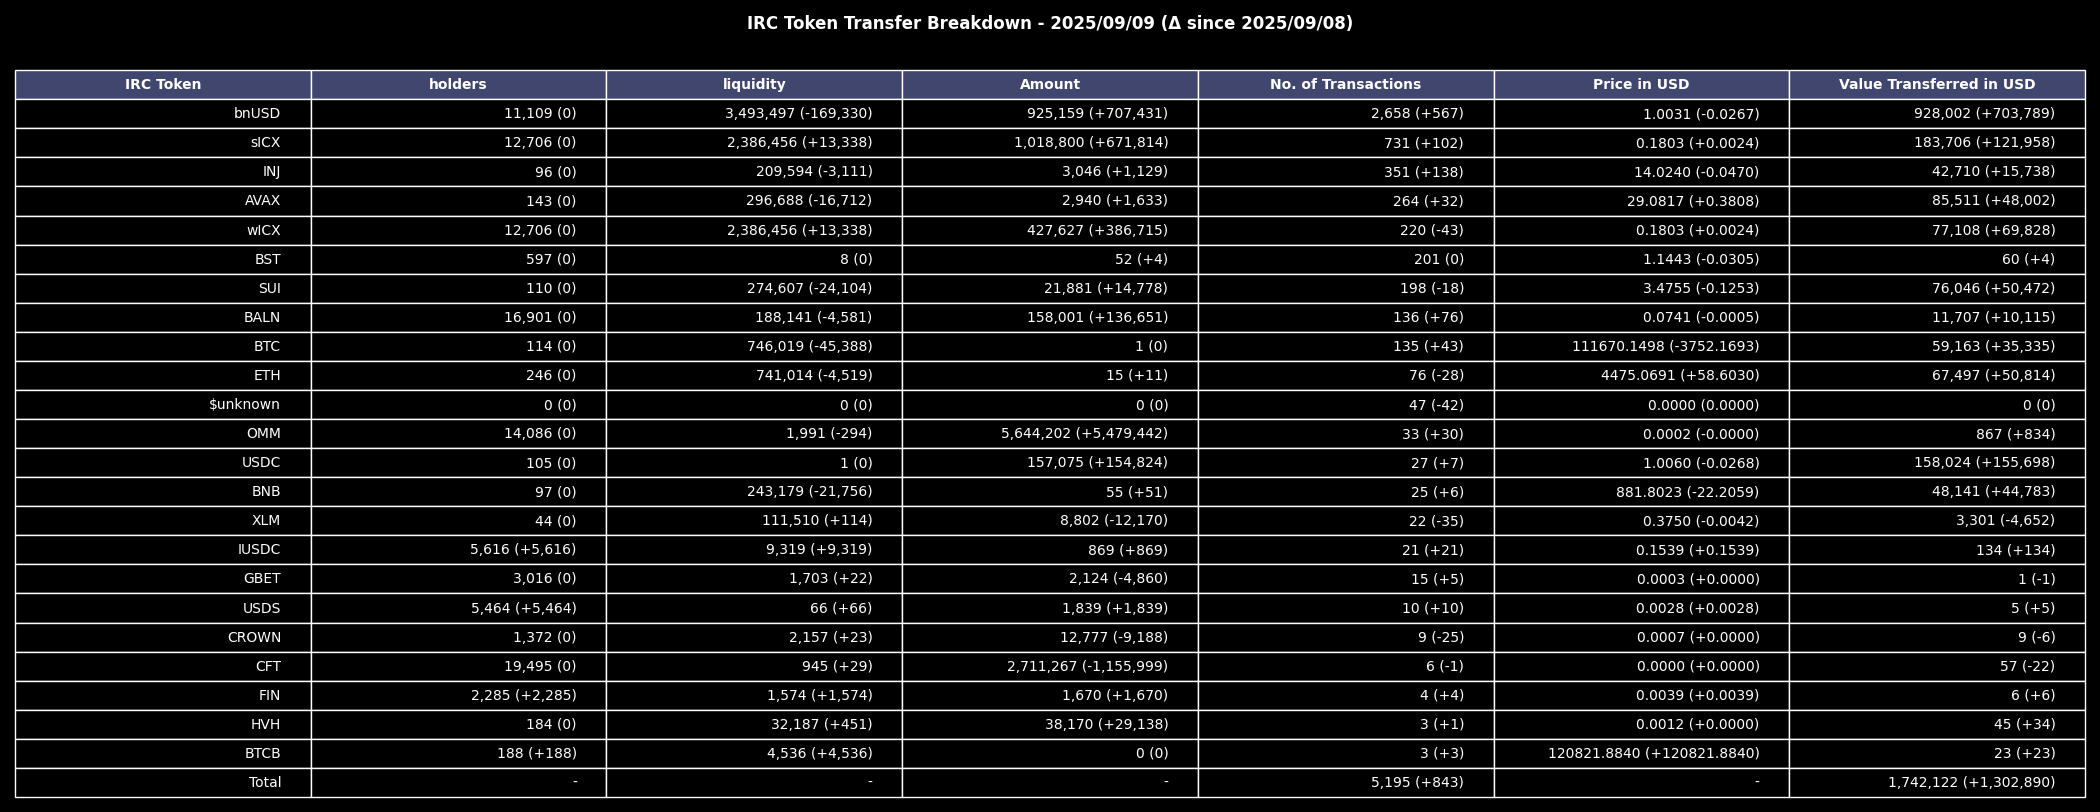 IRC Token Transfer Breakdown - 2025/09/09 (Δ since 2025/09/08)
IRC Token holders liquidity Amount No. of Transactions Price in USD Value Transferred in USD
bnUSD 11,109 (0) 3,493,497 (-169,330) 925,159 (+707,431) 2,658 (+567) 1.0031 (-0.0267) 928,002 (+703,789)
sICX 12,706 (0) 2,386,456 (+13,338) 1,018,800 (+671,814) 731 (+102) 0.1803 (+0.0024) 183,706 (+121,958)
INJ 96 (0) 209,594 (-3,111) 3,046 (+1,129) 351 (+138) 14.0240 (-0.0470) 42,710 (+15,738)
AVAX 143 (0) 296,688 (-16,712) 2,940 (+1,633) 264 (+32) 29.0817 (+0.3808) 85,511 (+48,002)
wICX 12,706 (0) 2,386,456 (+13,338) 427,627 (+386,715) 220 (-43) 0.1803 (+0.0024) 77,108 (+69,828)
BST 597 (0) 8 (0) 52 (+4) 201 (0) 1.1443 (-0.0305) 60 (+4)
SUI 110 (0) 274,607 (-24,104) 21,881 (+14,778) 198 (-18) 3.4755 (-0.1253) 76,046 (+50,472)
BALN 16,901 (0) 188,141 (-4,581) 158,001 (+136,651) 136 (+76) 0.0741 (-0.0005) 11,707 (+10,115)
BTC 114 (0) 746,019 (-45,388) 1 (0) 135 (+43) 111670.1498 (-3752.1693) 59,163 (+35,335)
ETH 246 (0) 741,014 (-4,519) 15 (+11) 76 (-28) 4475.0691 (+58.6030) 67,497 (+50,814)
$unknown 0 (0) 0 (0) 0 (0) 47 (-42) 0.0000 (0.0000) 0 (0)
OMM 14,086 (0) 1,991 (-294) 5,644,202 (+5,479,442) 33 (+30) 0.0002 (-0.0000) 867 (+834)
USDC 105 (0) 1 (0) 157,075 (+154,824) 27 (+7) 1.0060 (-0.0268) 158,024 (+155,698)
BNB 97 (0) 243,179 (-21,756) 55 (+51) 25 (+6) 881.8023 (-22.2059) 48,141 (+44,783)
XLM 44 (0) 111,510 (+114) 8,802 (-12,170) 22 (-35) 0.3750 (-0.0042) 3,301 (-4,652)
IUSDC 5,616 (+5,616) 9,319 (+9,319) 869 (+869) 21 (+21) 0.1539 (+0.1539) 134 (+134)
GBET 3,016 (0) 1,703 (+22) 2,124 (-4,860) 15 (+5) 0.0003 (+0.0000) 1 (-1)
USDS 5,464 (+5,464) 66 (+66) 1,839 (+1,839) 10 (+10) 0.0028 (+0.0028) 5 (+5)
CROWN 1,372 (0) 2,157 (+23) 12,777 (-9,188) 9 (-25) 0.0007 (+0.0000) 9 (-6)
CFT 19,495 (0) 945 (+29) 2,711,267 (-1,155,999) 6 (-1) 0.0000 (+0.0000) 57 (-22)
FIN 2,285 (+2,285) 1,574 (+1,574) 1,670 (+1,670) 4 (+4) 0.0039 (+0.0039) 6 (+6)
HVH 184 (0) 32,187 (+451) 38,170 (+29,138) 3 (+1) 0.0012 (+0.0000) 45 (+34)
BTCB 188 (+188) 4,536 (+4,536) 0 (0) 3 (+3) 120821.8840 (+120821.8840) 23 (+23)
Total - - - 5,195 (+843) - 1,742,122 (+1,302,890)